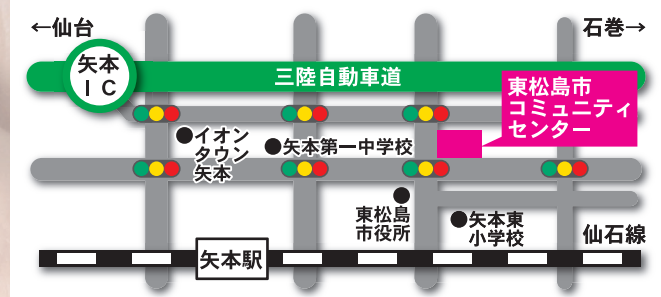 ←仙台
石巻→
矢本
ＩＣ
三陸自動車道
東松島市
コミュニティ
センター
●イオン
タウン
矢本
●矢本第一中学校
東松島
市役所
●矢本東
小学校
仙石線
矢本駅